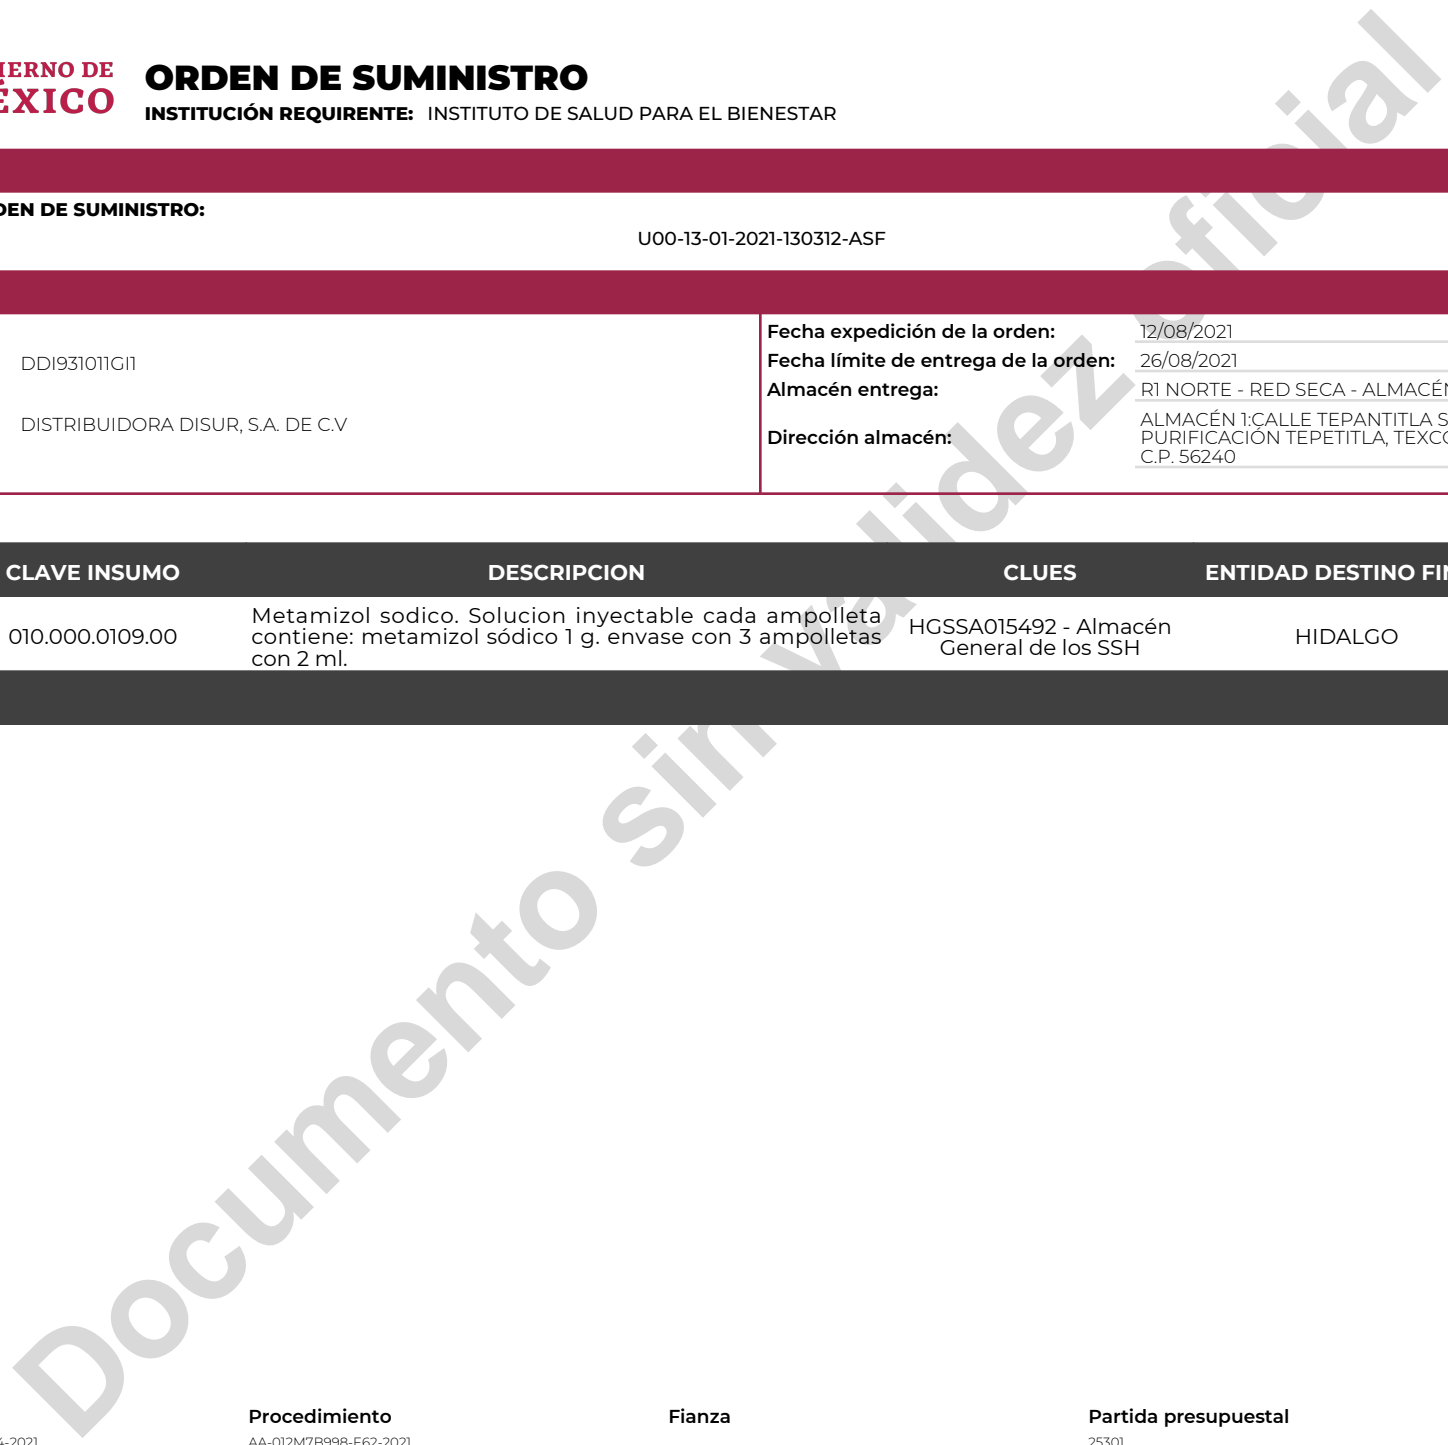 IERNO DE
ÉXICO
ORDEN DE SUMINISTRO
INSTITUCIÓN REQUIRENTE: INSTITUTO DE SALUD PARA EL BIENESTAR
DEN DE SUMINISTRO:
U00-13-01-2021-130312-ASF
DDI931011GI1
DISTRIBUIDORA DISUR, S.A. DE C.V
Fecha expedición de la orden: 12/08/2021
Fecha límite de entrega de la orden: 26/08/2021
Almacén entrega: R1 NORTE - RED SECA - ALMACÉN
Dirección almacén: ALMACÉN 1:CALLE TEPANTITLA S
PURIFICACIÓN TEPETITLA, TEXCO
C.P. 56240
CLAVE INSUMO DESCRIPCION CLUES ENTIDAD DESTINO FIN
010.000.0109.00
Metamizol sodico. Solucion inyectable cada ampolleta
contiene: metamizol sódico 1 g. envase con 3 ampolletas
con 2 ml.
HGSSA015492 - Almacén
General de los SSH
HIDALGO
Documento sin validez oficial
Procedimiento Fianza Partida presupuestal
4-2021 AA-012M7B998-E62-2021 25301